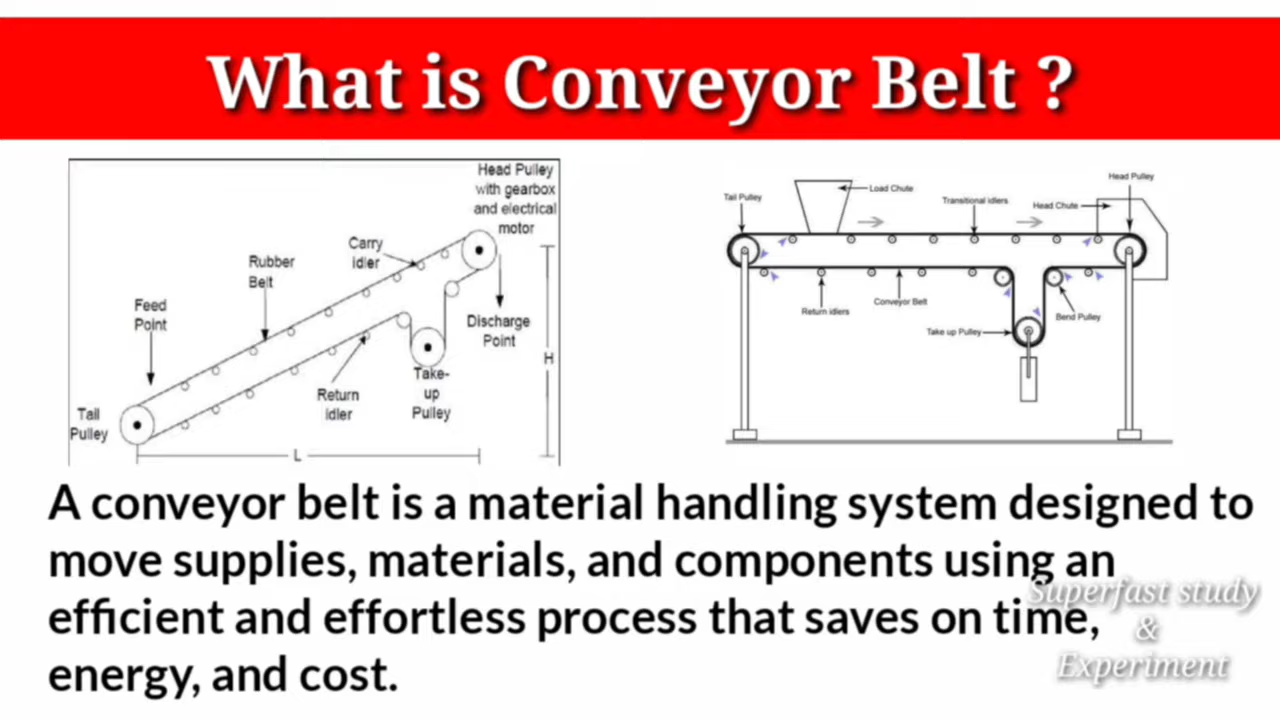 What is Conveyor Belt ?
Head Pulley
with gearbox
and electrical
motor
Carry
idler
Rubber
Belt
Feed
Point
Discharge
Point
H
Take-
up
Pulley
Return
idler
Tail
Pulley
L
Head Pulley
Load Chute
Tail Pulley
Transitional idlers
Head Chute
Conveyor Belt
Return idlers
Bend Pulley
Take up Pulley
A conveyor belt is a material handling system designed to
move supplies, materials, and components using an
efficient and effortless process that saves on time,
energy, and cost.
Superfast study
&
Experiment